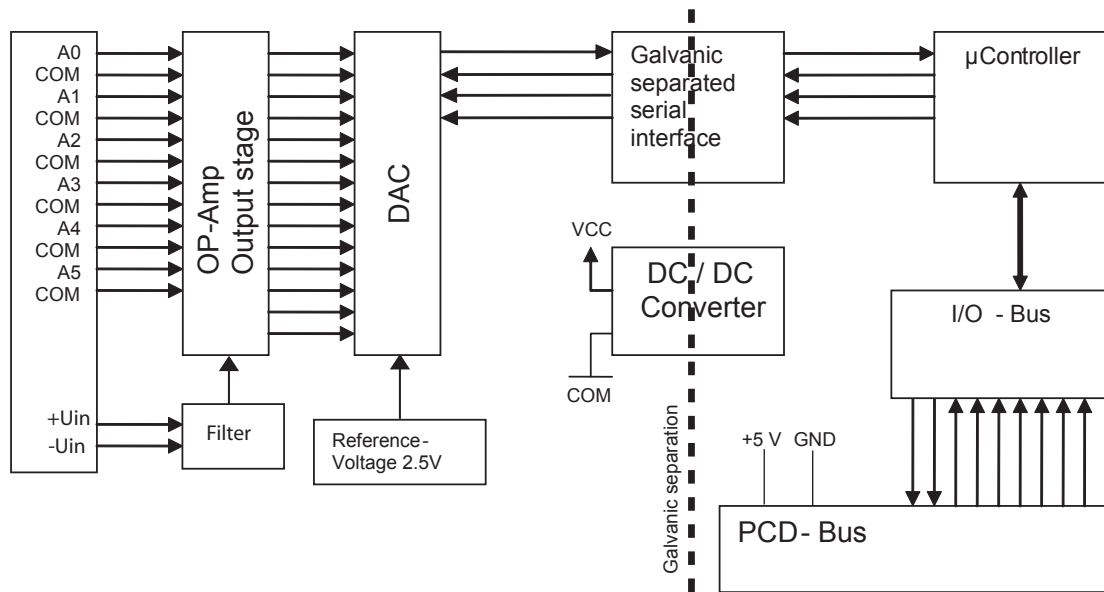 A0
COM
A1
COM
A2
COM
A3
COM
A4
COM
A5
COM
+Uin
-Uin
OP-Amp
Output stage
Filter
DAC
Reference-
Voltage 2.5V
Galvanic
separated
serial
interface
VCC
COM
DC / DC
Converter
Galvanic separation
µController
I/O - Bus
+5 V GND
PCD- Bus